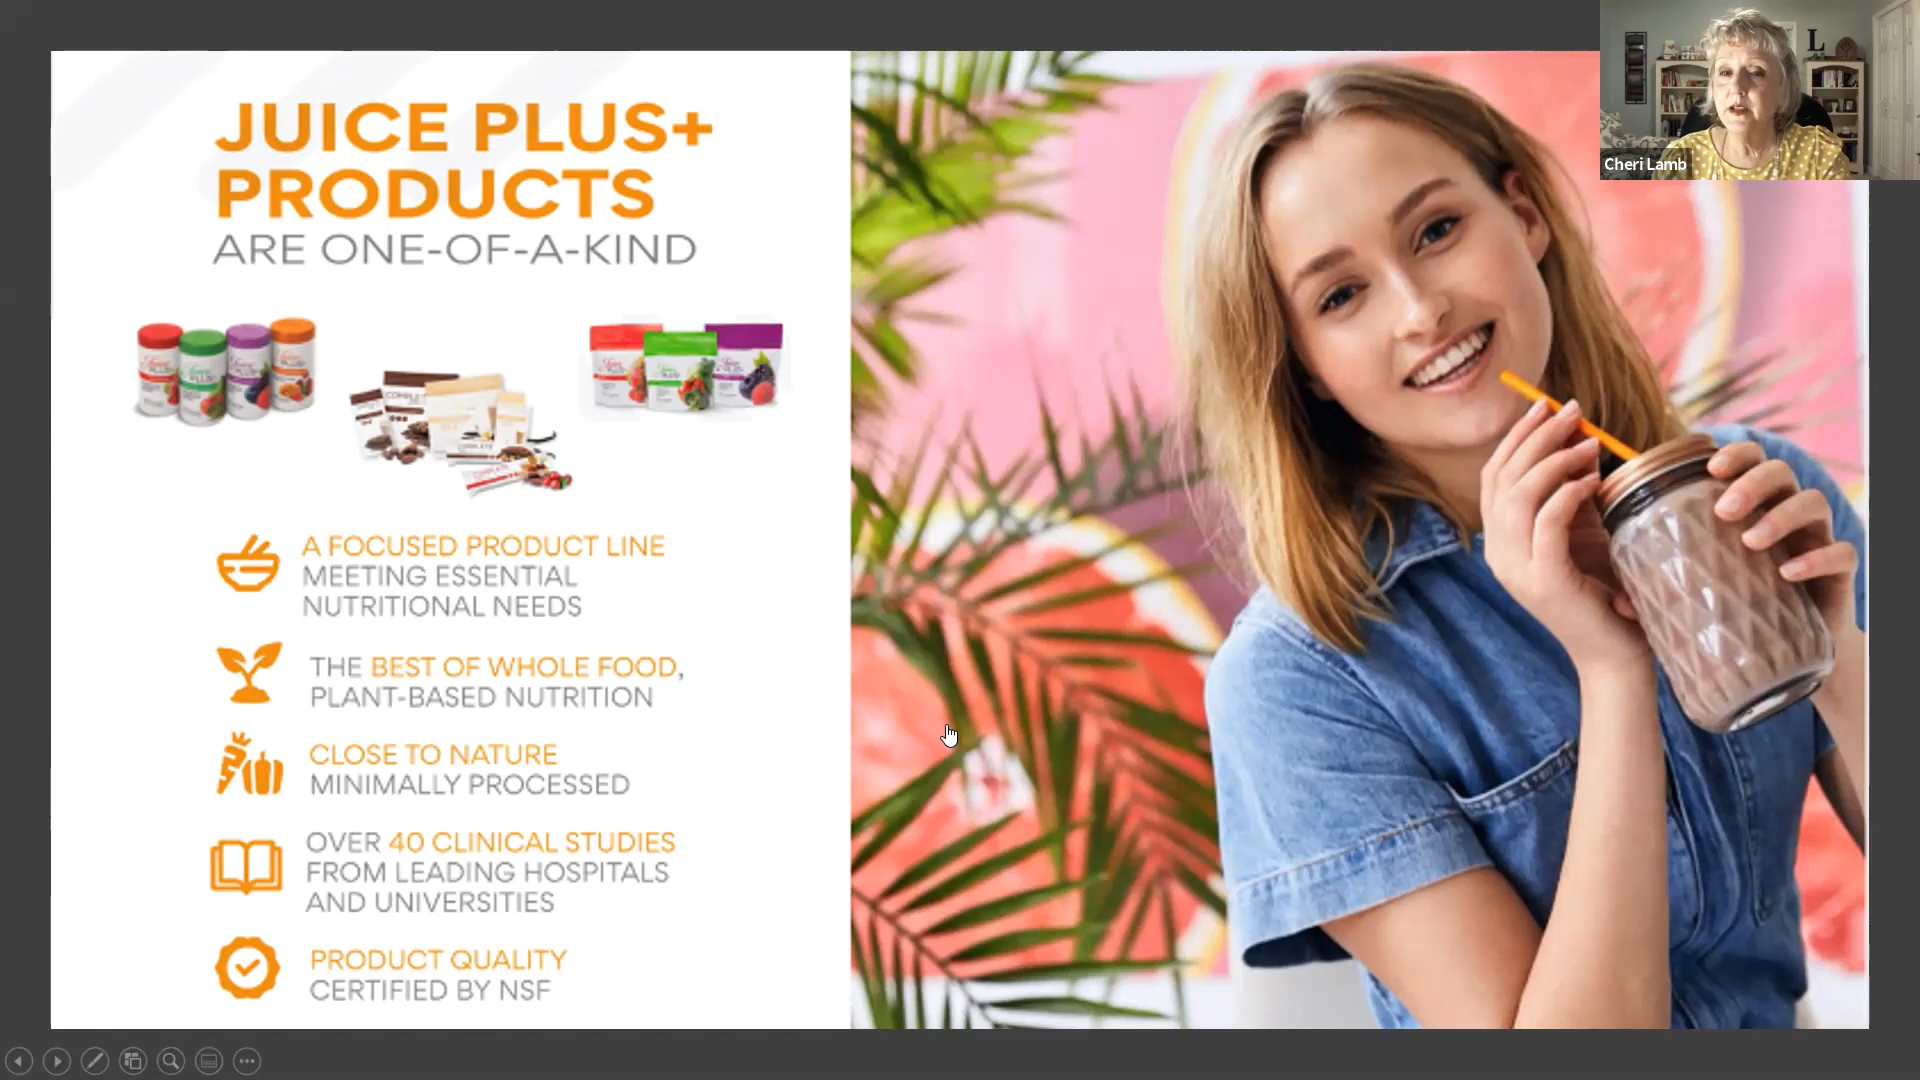 JUICE PLUS+
PRODUCTS
ARE ONE-OF-A-KIND
COMPLETE
COMPLETE
A FOCUSED PRODUCT LINE
MEETING ESSENTIAL
NUTRITIONAL NEEDS
THE BEST OF WHOLE FOOD,
PLANT-BASED NUTRITION
CLOSE TO NATURE
MINIMALLY PROCESSED
OVER 40 CLINICAL STUDIES
FROM LEADING HOSPITALS
AND UNIVERSITIES
PRODUCT QUALITY
CERTIFIED BY NSF
L
Cheri Lamb